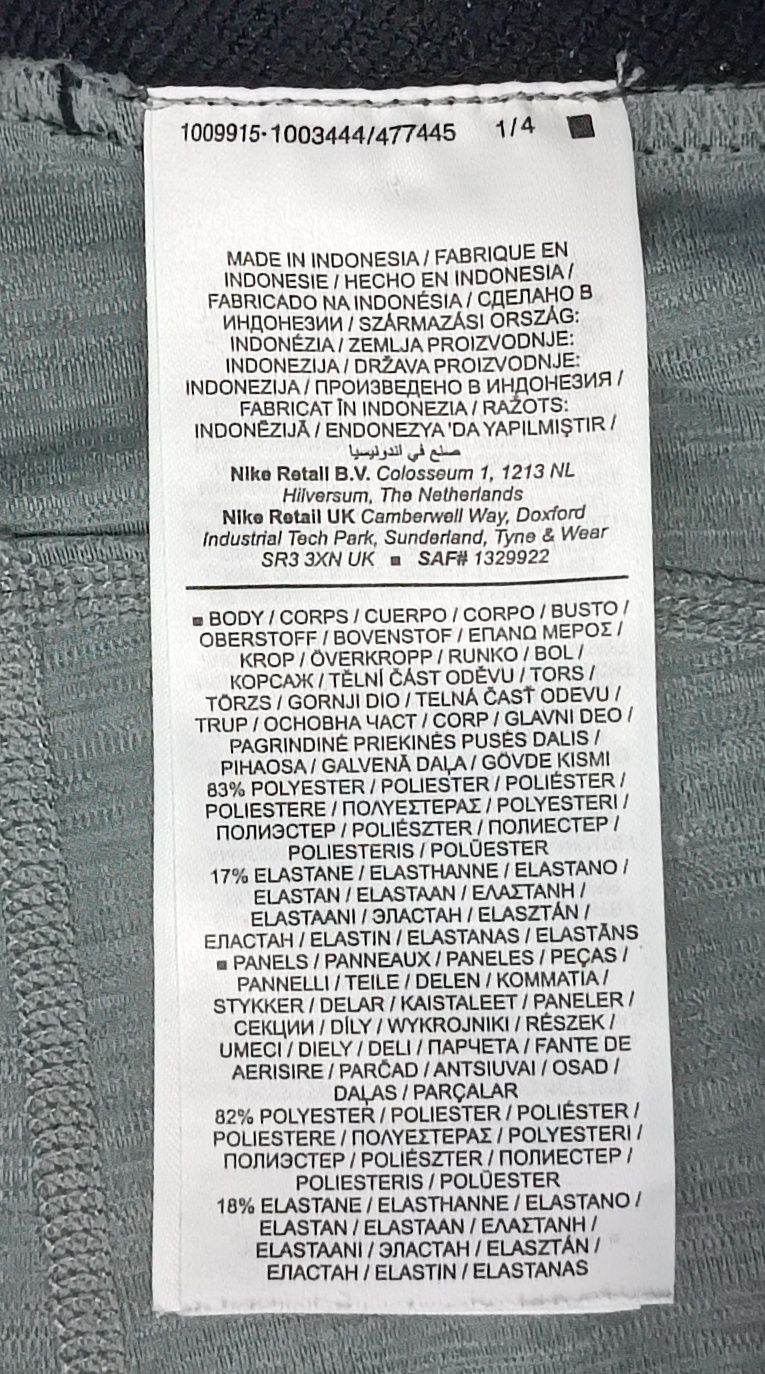 1009915-1003444/477445 1/4
MADE IN INDONESIA / FABRIQUE EN
INDONESIE / HECHO EN INDONESIA /
FABRICADO NA INDONÉSIA / СДЕЛАНО В
ИНДОНЕЗИИ / SZÁRMAZÁSI ORSZÁG:
INDONÉZIA / ZEMLJA PROIZVODNJE:
INDONEZIJA / DRŽAVA PROIZVODNJE:
INDONEZIJA / ПРОИЗВЕДЕНО В ИНДОНЕЗИЯ /
FABRICAT ÎN INDONEZIA / RAŽOTS:
INDONĒZIJĀ / ENDONEZYA 'DA YAPILMIŞTIR /
صنع في اندونيسيا
Nike Retail B.V. Colosseum 1, 1213 NL
Hilversum, The Netherlands
Nike Retail UK Camberwell Way, Doxford
Industrial Tech Park, Sunderland, Tyne & Wear
SR3 3XN UK ■ SAF# 1329922
■ BODY / CORPS / CUERPO / CORPO / BUSTO /
OBERSTOFF / BOVENSTOF / ΕΠΑΝΩ ΜΕΡΟΣ /
KROP / ÖVERKROPP / RUNKO / BOL /
КОРСАЖ / TĚLNÍ ČÁST ODĚVU / TORS /
TÖRZS / GORNJI DIO / TELNÁ ČASŤ ODEVU /
TRUP / ОСНОВНА ЧАСТ / CORP / GLAVNI DEO /
PAGRINDINĖ PRIEKINĖS PUSĖS DALIS /
PIHAOSA / GALVENĀ DAĻA / GÖVDE KISMI
83% POLYESTER / POLIESTER / POLIÉSTER /
POLIESTERE / ΠΟΛΥΕΣΤΕΡΑΣ / POLYESTERI /
ПОЛИЭСТЕР / POLIÉSZTER / ПОЛИЕСТЕР /
POLIESTERIS / POLÜESTER
17% ELASTANE / ELASTHANNE / ELASTANO /
ELASTAN / ELASTAAN / ΕΛΑΣΤΑΝΗ /
ELASTAANI / ЭЛАСТАН / ELASZTÁN /
ЕЛАСТАН / ELASTIN / ELASTANAS / ELASTĀNS
■ PANELS / PANNEAUX / PANELES / PEÇAS /
PANNELLI / TEILE / DELEN / ΚΟΜΜΑΤΙΑ /
STYKKER / DELAR / KAISTALEET / PANELER /
СЕКЦИИ / DÍLY / WYKROJNIKI / RÉSZEK /
UMECI / DIELY / DELI / ПАРЧЕТА / FANTE DE
AERISIRE / PARČAD / ANTSIUVAI / OSAD /
DAĻAS / PARÇALAR
82% POLYESTER / POLIESTER / POLIÉSTER /
POLIESTERE / ΠΟΛΥΕΣΤΕΡΑΣ / POLYESTERI /
ПОЛИЭСТЕР / POLIÉSZTER / ПОЛИЕСТЕР /
POLIESTERIS / POLÜESTER
18% ELASTANE / ELASTHANNE / ELASTANO /
ELASTAN / ELASTAAN / ΕΛΑΣΤΑΝΗ /
ELASTAANI / ЭЛАСТАН / ELASZTÁN /
ЕЛАСТАН / ELASTIN / ELASTANAS